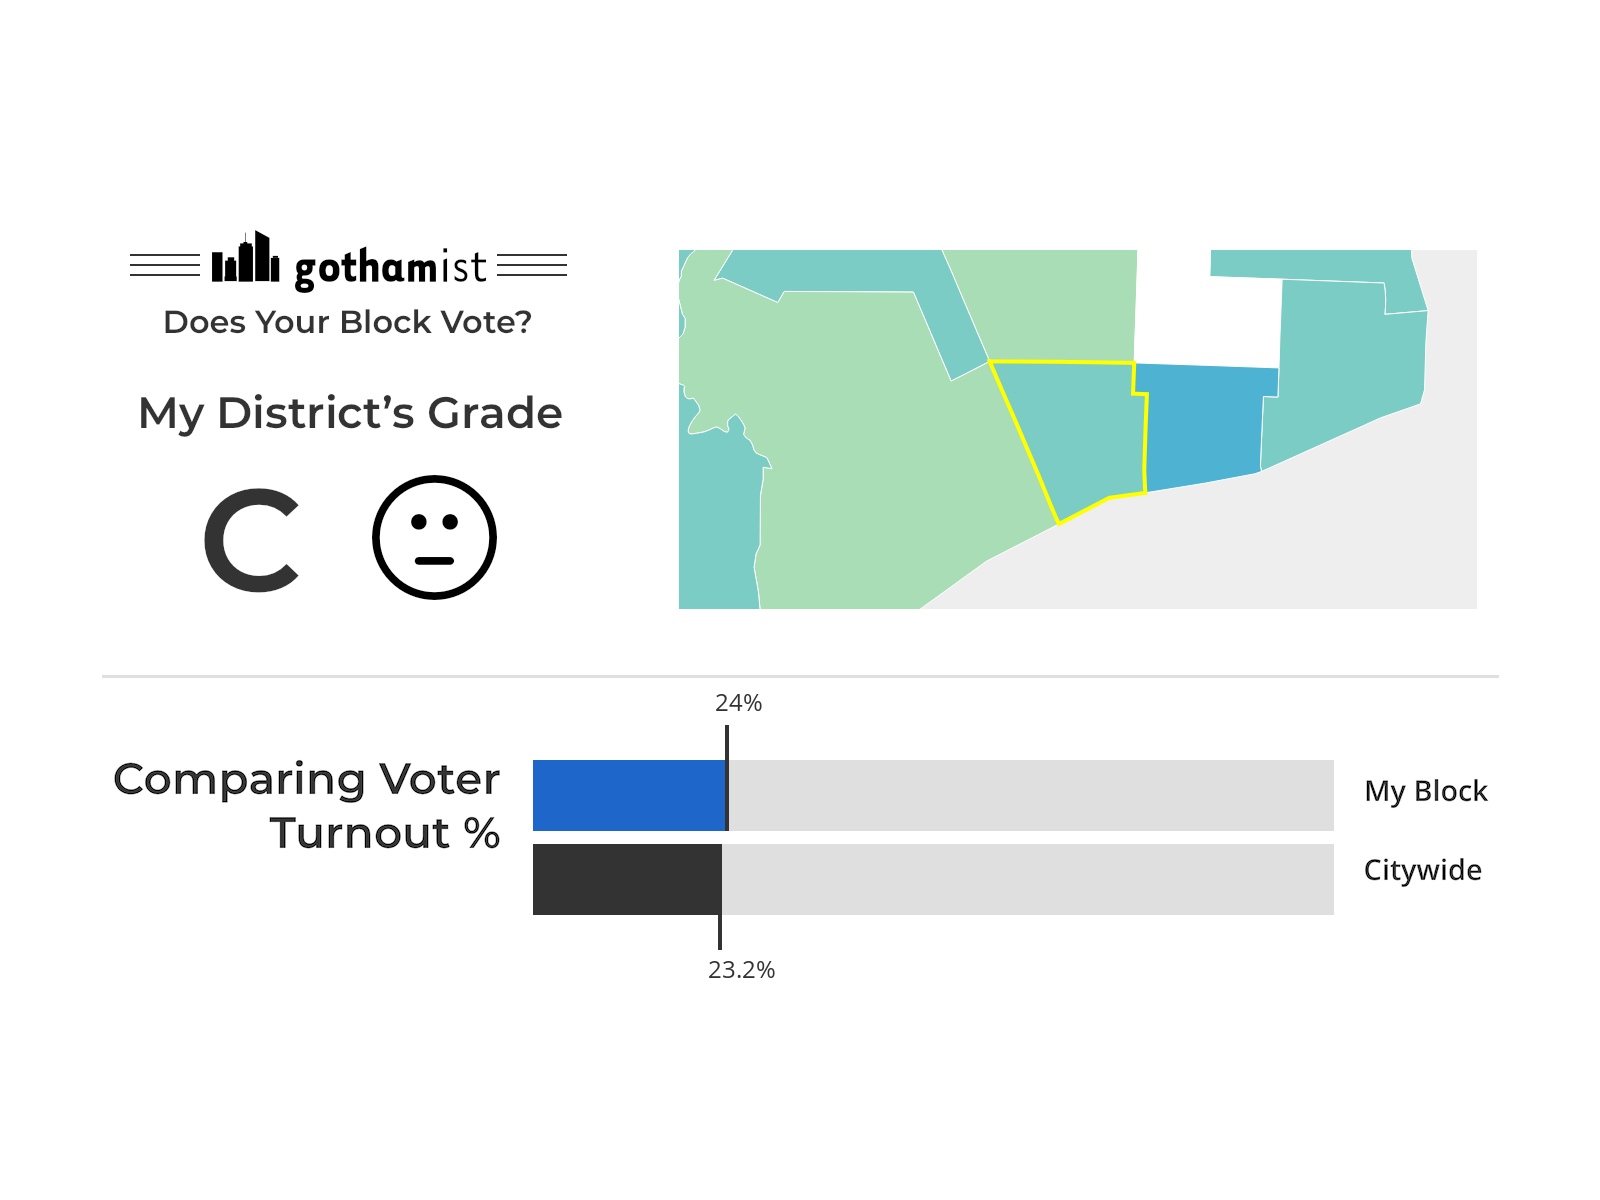 gothamist
Does Your Block Vote?
My District’s Grade
C
24%
Comparing Voter
Turnout %
My Block
Citywide
23.2%